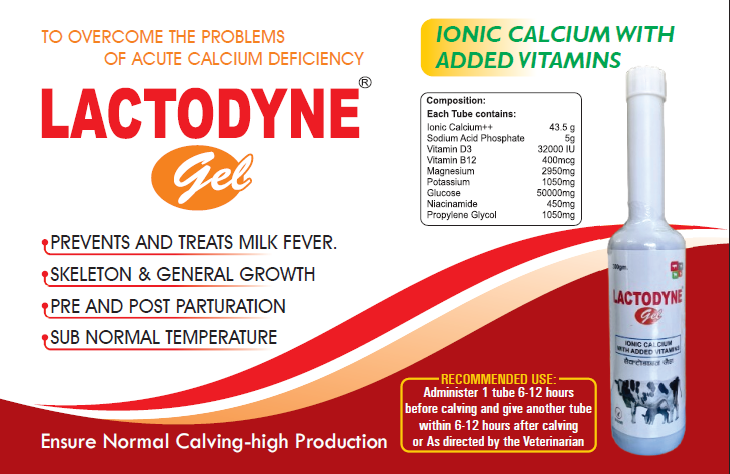 TO OVERCOME THE PROBLEMS
OF ACUTE CALCIUM DEFICIENCY
LACTODYNE®
Gel
PREVENTS AND TREATS MILK FEVER.
SKELETON & GENERAL GROWTH
PRE AND POST PARTURATION
SUB NORMAL TEMPERATURE
Ensure Normal Calving-high Production
IONIC CALCIUM WITH
ADDED VITAMINS
Composition:
Each Tube contains:
Ionic Calcium++ 43.5 g
Sodium Acid Phosphate 5g
Vitamin D3 32000 IU
Vitamin B12 400mcg
Magnesium 2950mg
Potassium 1050mg
Glucose 50000mg
Niacinamide 450mg
Propylene Glycol 1050mg
LACTODYNE
Gel
IONIC CALCIUM
WITH ADDED VITAMINS
RECOMMENDED USE:
Administer 1 tube 6-12 hours
before calving and give another tube
within 6-12 hours after calving
or As directed by the Veterinarian